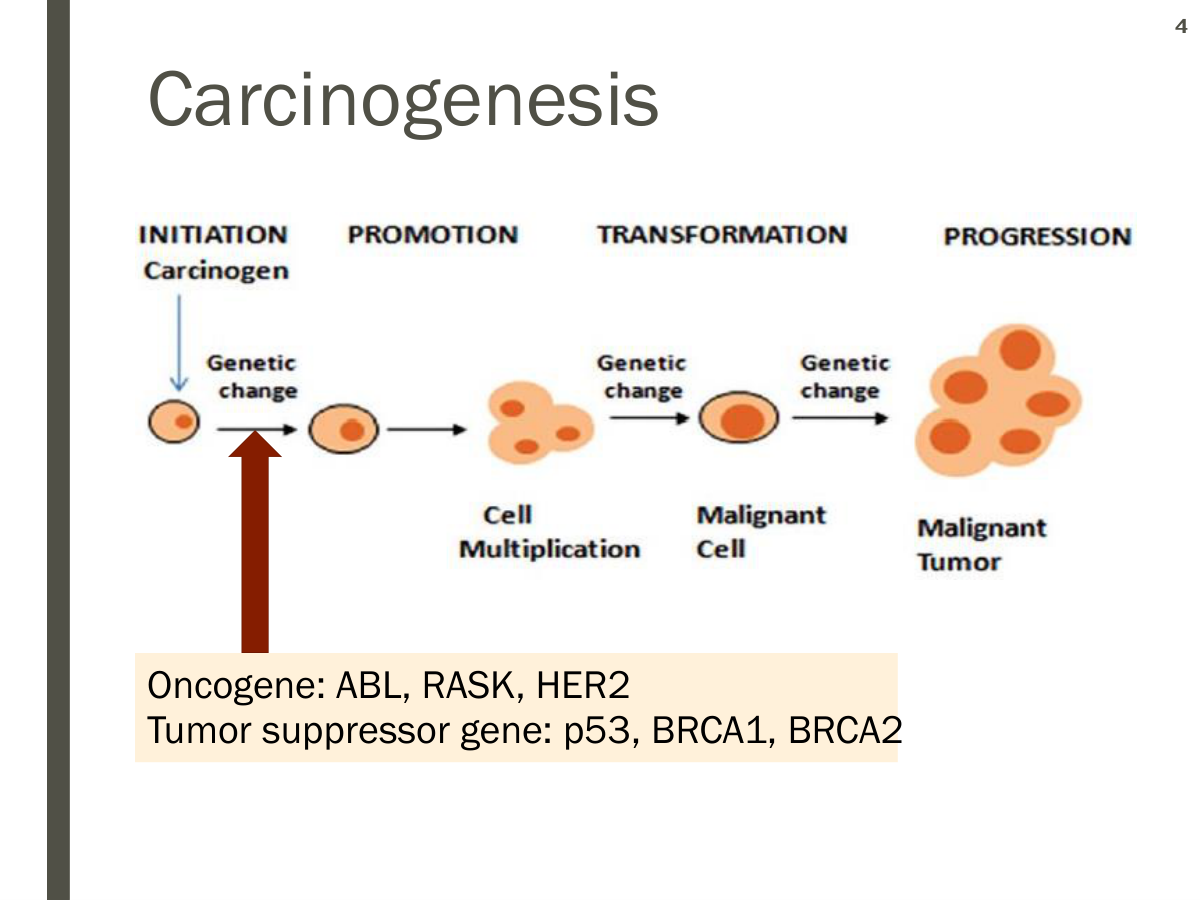 4
Carcinogenesis
INITIATION
Carcinogen
PROMOTION
TRANSFORMATION
PROGRESSION
Genetic
change
Genetic
change
Genetic
change
Cell
Multiplication
Malignant
Cell
Malignant
Tumor
Oncogene: ABL, RASK, HER2
Tumor suppressor gene: p53, BRCA1, BRCA2